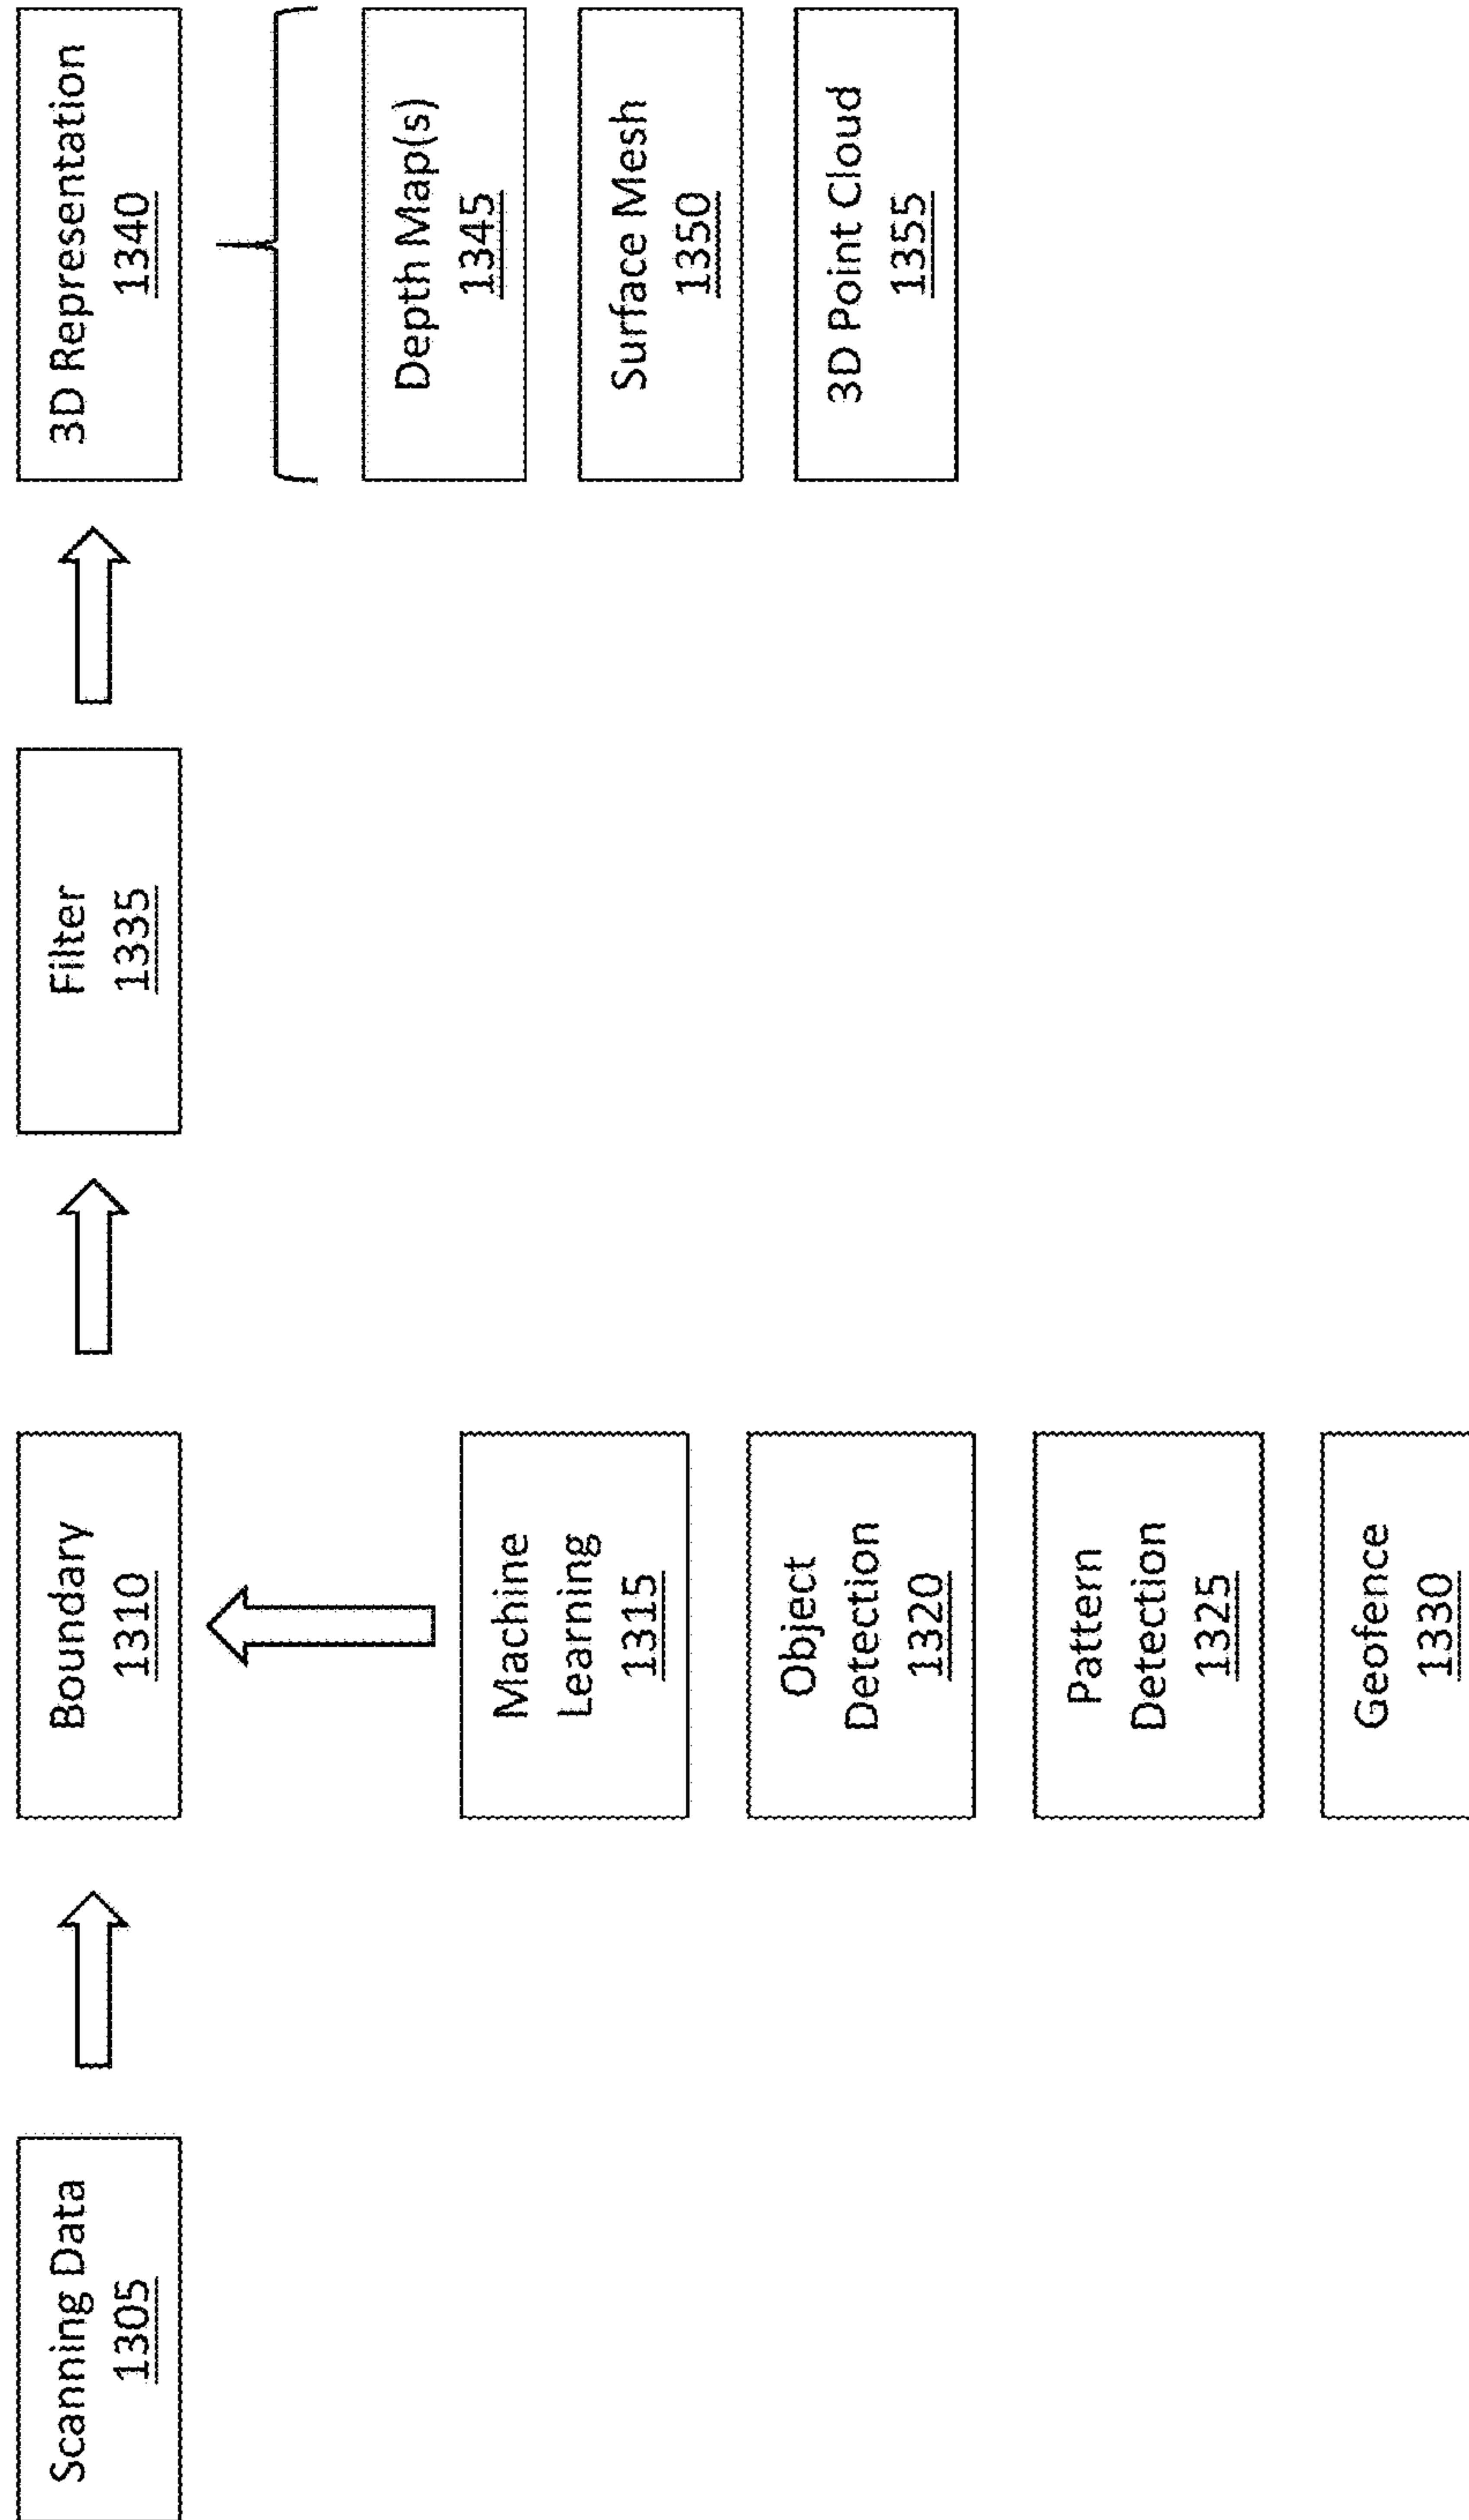 Scanning Data
1305
Boundary
1310
Machine
Learning
1315
Object
Detection
1320
Pattern
Detection
1325
Geofence
1330
Filter
1335
3D Representation
1340
Depth Map(s)
1345
Surface Mesh
1350
3D Point Cloud
1355